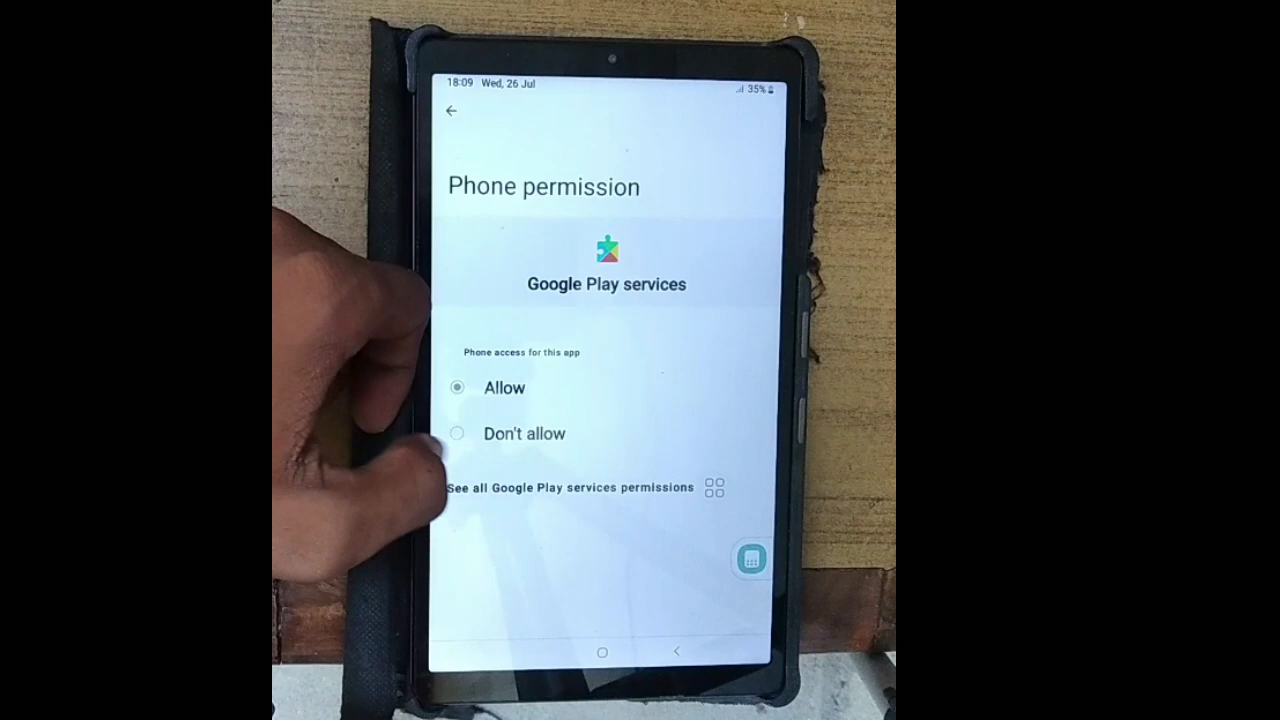 18:09 Wed, 26 Jul 35%
Phone permission
Google Play services
Phone access for this app
Allow
Don't allow
See all Google Play services permissions